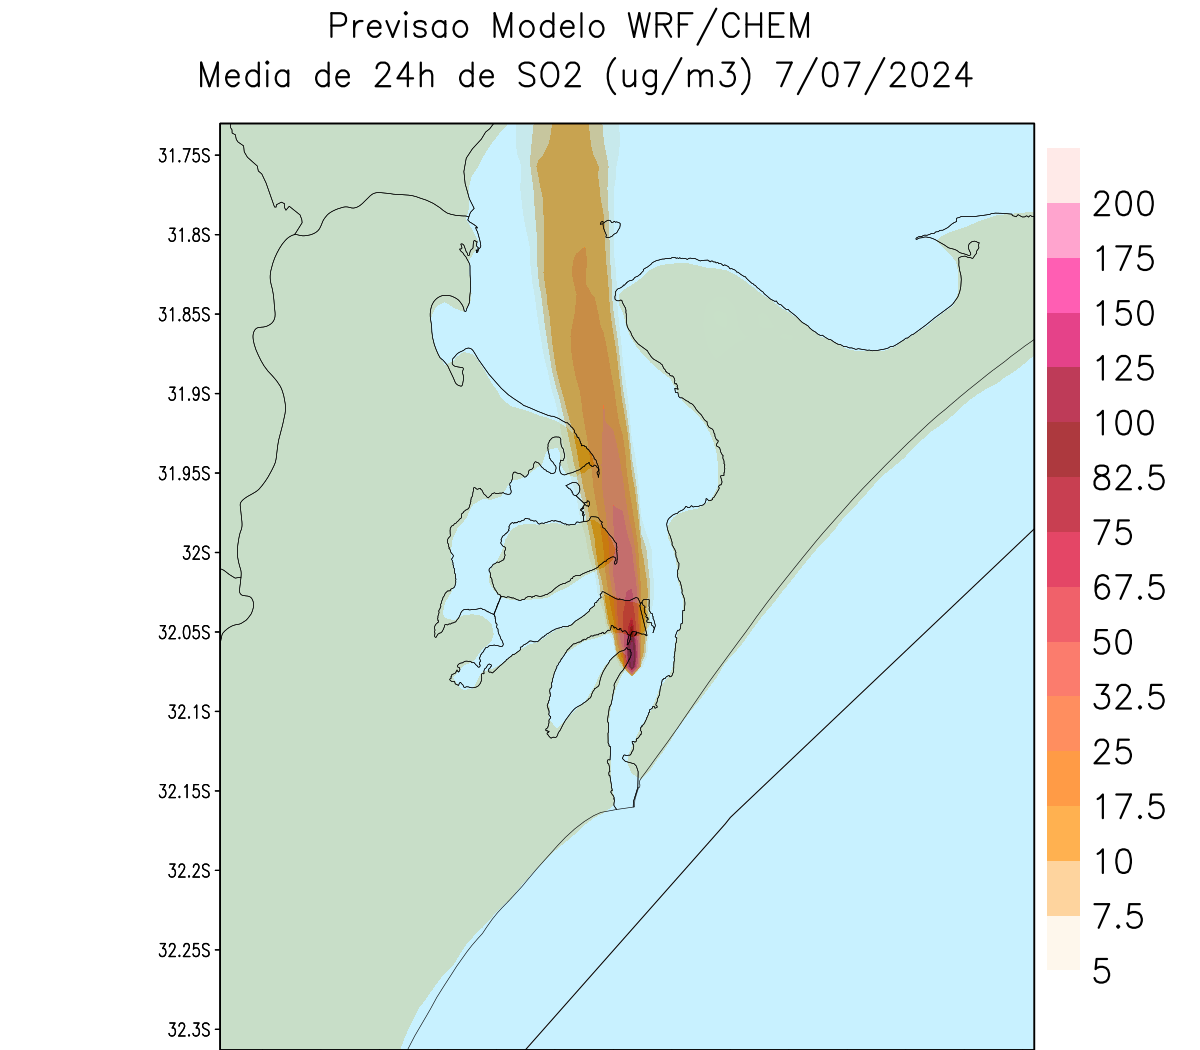 Previsao Modelo WRF/CHEM
Media de 24h de SO2 (ug/m3) 7/07/2024
31.75S
31.8S
31.85S
31.9S
31.95S
32S
32.05S
32.1S
32.15S
32.2S
32.25S
32.3S
200
175
150
125
100
82.5
75
67.5
50
32.5
25
17.5
10
7.5
5